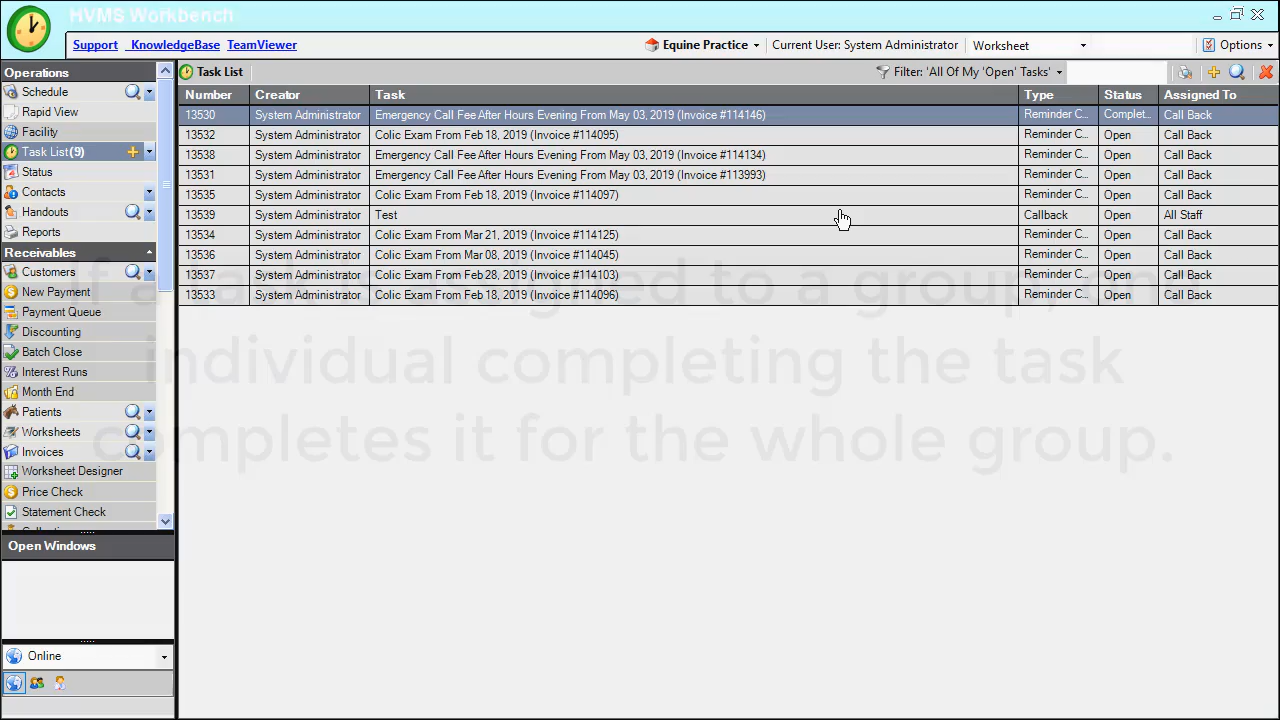 HVMS Workbench
Support KnowledgeBase TeamViewer
Equine Practice Current User: System Administrator Worksheet Options
Operations
Schedule
Rapid View
Facility
Task List (9)
Status
Contacts
Handouts
Reports
Receivables
Customers
New Payment
Payment Queue
Discounting
Batch Close
Interest Runs
Month End
Patients
Worksheets
Invoices
Worksheet Designer
Price Check
Statement Check
Open Windows
Online
Task List Filter: 'All Of My 'Open' Tasks'
Number Creator Task Type Status Assigned To
13530 System Administrator Emergency Call Fee After Hours Evening From May 03, 2019 (Invoice #114146) Reminder C... Complet... Call Back
13532 System Administrator Colic Exam From Feb 18, 2019 (Invoice #114095) Reminder C... Open Call Back
13538 System Administrator Emergency Call Fee After Hours Evening From May 03, 2019 (Invoice #114134) Reminder C... Open Call Back
13531 System Administrator Emergency Call Fee After Hours Evening From May 03, 2019 (Invoice #113993) Reminder C... Open Call Back
13535 System Administrator Colic Exam From Feb 18, 2019 (Invoice #114097) Reminder C... Open Call Back
13539 System Administrator Test Callback Open All Staff
13534 System Administrator Colic Exam From Mar 21, 2019 (Invoice #114125) Reminder C... Open Call Back
13536 System Administrator Colic Exam From Mar 08, 2019 (Invoice #114045) Reminder C... Open Call Back
13537 System Administrator Colic Exam From Feb 28, 2019 (Invoice #114103) Reminder C... Open Call Back
13533 System Administrator Colic Exam From Feb 18, 2019 (Invoice #114096) Reminder C... Open Call Back
If a task is assigned to a group, one
individual completing the task
completes it for the whole group.